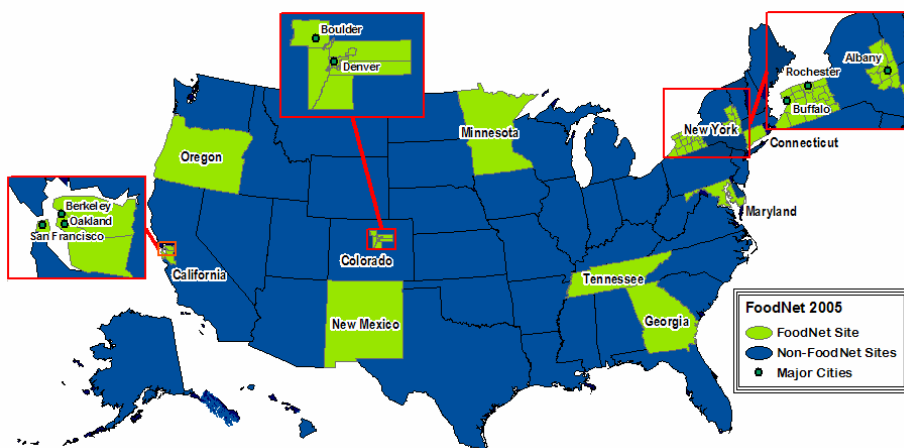 Boulder
Denver
Albany
Rochester
Buffalo
New York
Connecticut
Minnesota
Oregon
Maryland
Berkeley
Oakland
San Francisco
California
Colorado
Tennessee
New Mexico
Georgia
FoodNet 2005
FoodNet Site
Non-FoodNet Sites
Major Cities